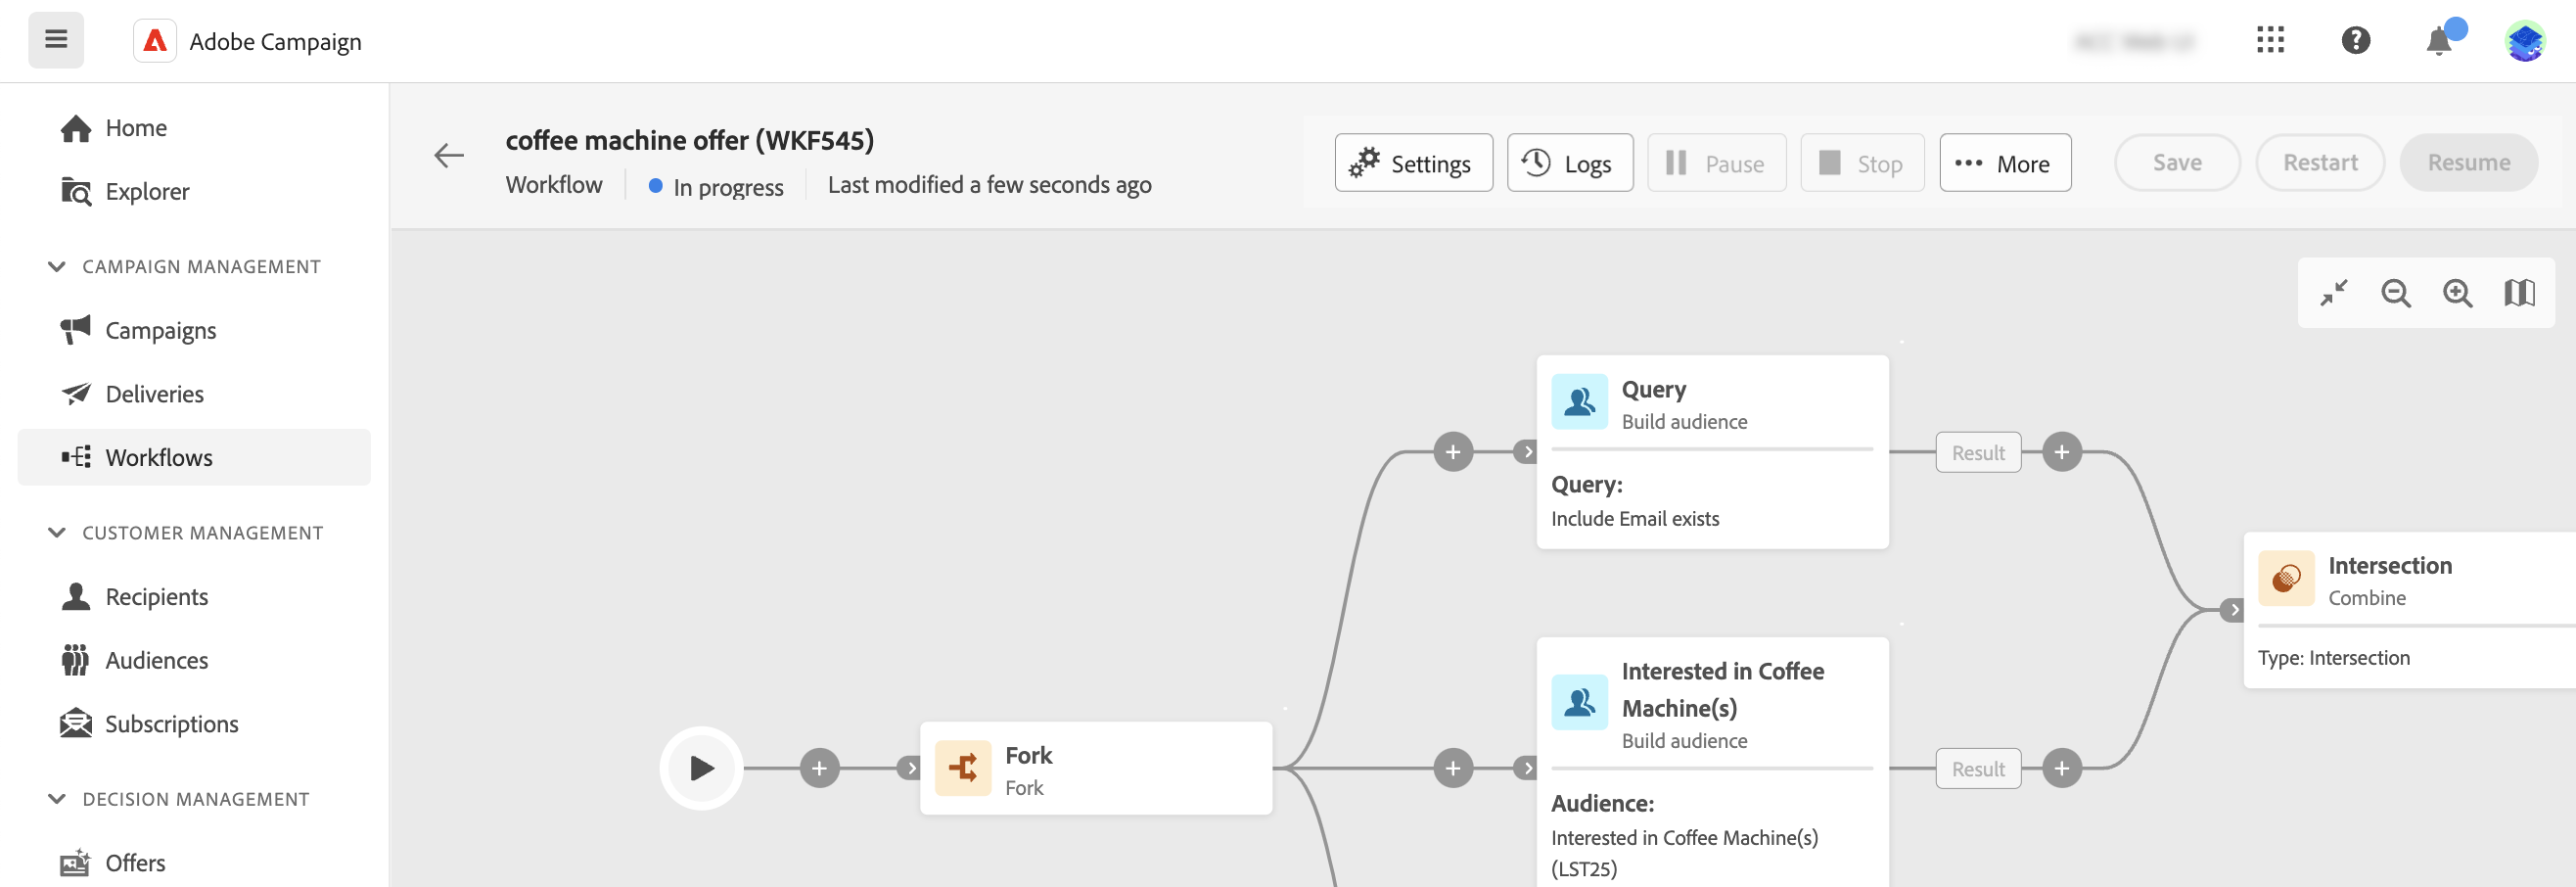 Adobe Campaign
Home
Explorer
CAMPAIGN MANAGEMENT
Campaigns
Deliveries
Workflows
CUSTOMER MANAGEMENT
Recipients
Audiences
Subscriptions
DECISION MANAGEMENT
Offers
coffee machine offer (WKF545)
Workflow In progress Last modified a few seconds ago
Settings Logs Pause Stop More Save Restart Resume
Query
Build audience
Query:
Include Email exists
Result
Intersection
Combine
Type: Intersection
Fork
Fork
Interested in Coffee
Machine(s)
Build audience
Audience:
Interested in Coffee Machine(s)
(LST25)
Result